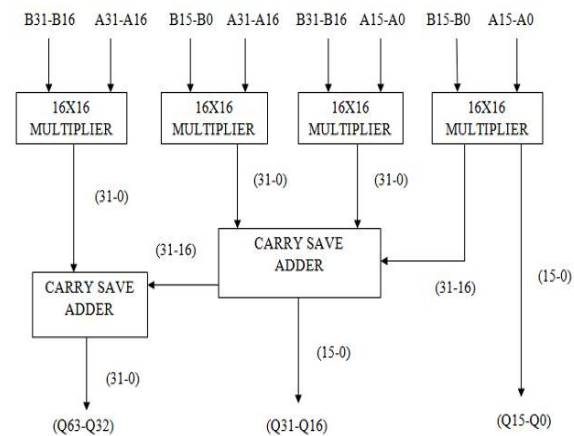 B31-B16 A31-A16 B15-B0 A31-A16 B31-B16 A15-A0 B15-B0 A15-A0
16X16
MULTIPLIER
16X16
MULTIPLIER
16X16
MULTIPLIER
16X16
MULTIPLIER
(31-0)
(31-0)
(31-0)
CARRY SAVE
ADDER
(31-16)
(31-16)
(15-0)
CARRY SAVE
ADDER
(15-0)
(31-0)
(Q63-Q32)
(Q31-Q16)
(Q15-Q0)